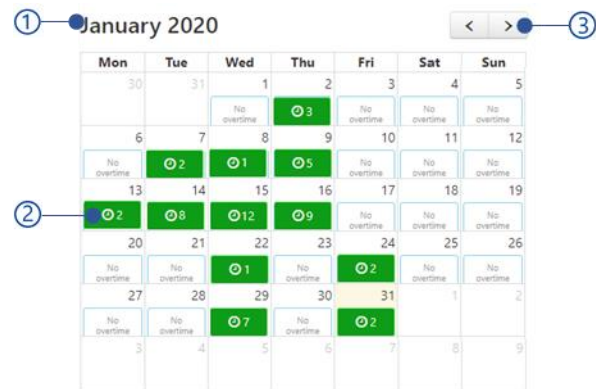 1 January 2020 < > 3
Mon Tue Wed Thu Fri Sat Sun
30 31 1 2 3 4 5
No overtime 3 No overtime No overtime No overtime
6 7 8 9 10 11 12
No overtime 2 1 5 No overtime No overtime No overtime
13 14 15 16 17 18 19
2 2 8 12 9 No overtime No overtime No overtime
20 21 22 23 24 25 26
No overtime No overtime 1 No overtime 2 No overtime No overtime
27 28 29 30 31 1 2
No overtime No overtime 7 No overtime 2
3 4 5 6 7 8 9